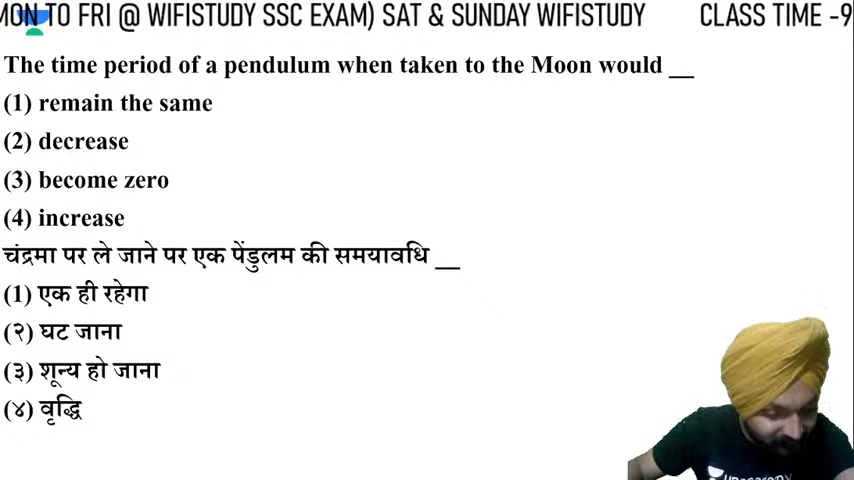 MON TO FRI @ WIFISTUDY SSC EXAM) SAT & SUNDAY WIFISTUDY CLASS TIME -9
The time period of a pendulum when taken to the Moon would __
(1) remain the same
(2) decrease
(3) become zero
(4) increase
चंद्रमा पर ले जाने पर एक पेंडुलम की समयावधि __
(1) एक ही रहेगा
(२) घट जाना
(३) शून्य हो जाना
(४) वृद्धि